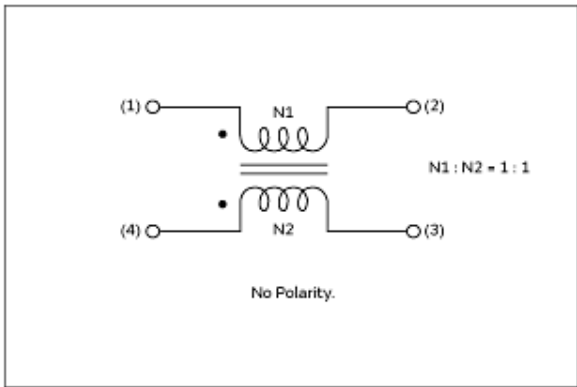 (1)
N1
(2)
N1 : N2 = 1 : 1
(4)
N2
(3)
No Polarity.